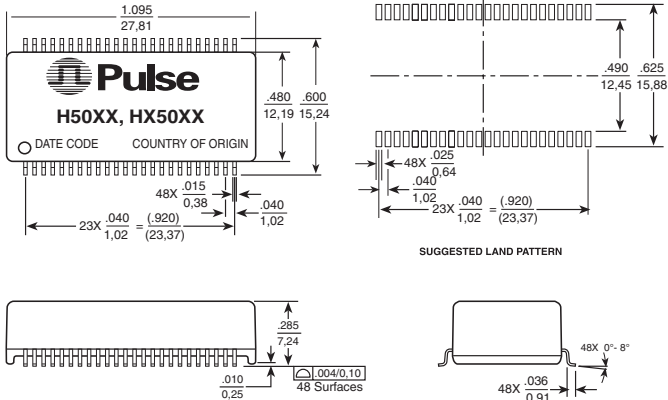 1.095
27,81
Pulse
H50XX, HX50XX
DATE CODE COUNTRY OF ORIGIN
.480
12,19
.600
15,24
48X .015
0,38
.040
1,02
23X .040 = (.920)
1,02 (23,37)
.490
12,45
.625
15,88
48X .025
0,64
.040
1,02
23X .040 = (.920)
1,02 (23,37)
SUGGESTED LAND PATTERN
.285
7,24
.010
0,25
.004/0,10
48 Surfaces
48X 0°- 8°
48X .036
0,91